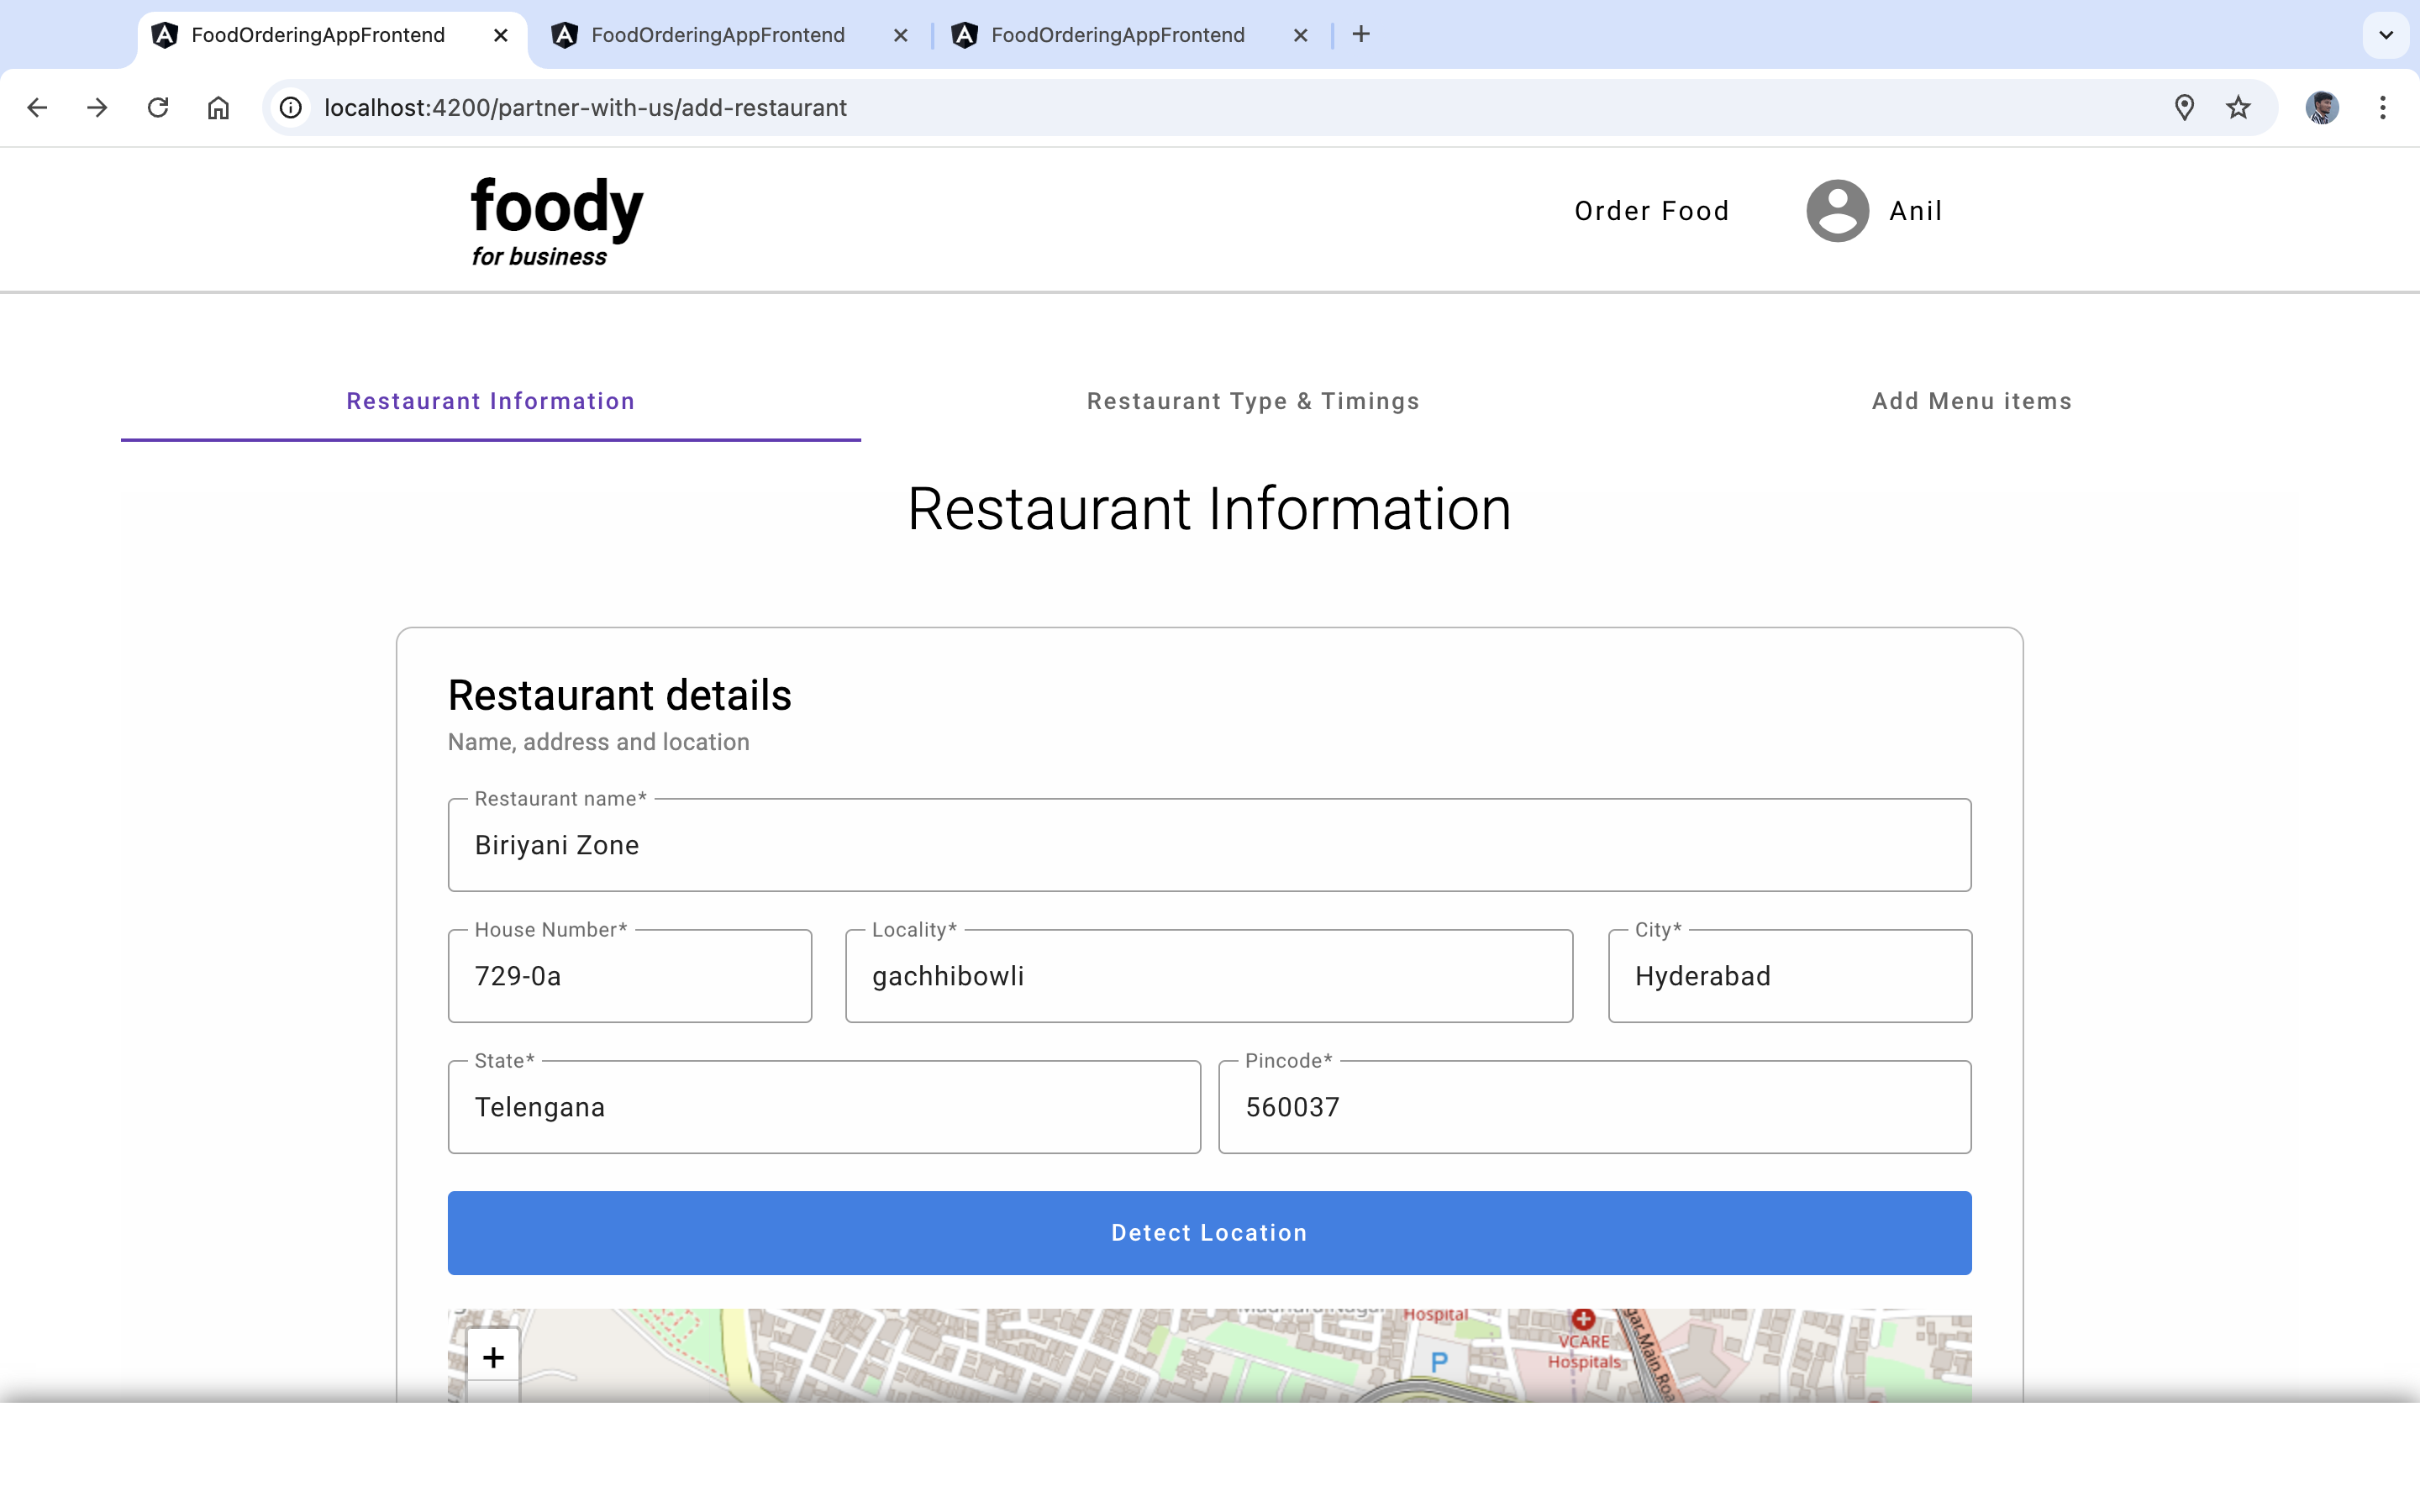 FoodOrderingAppFrontend
FoodOrderingAppFrontend
FoodOrderingAppFrontend
localhost:4200/partner-with-us/add-restaurant
foody
for business
Order Food
Anil
Restaurant Information
Restaurant Type & Timings
Add Menu items
Restaurant Information
Restaurant details
Name, address and location
Restaurant name*
Biriyani Zone
House Number*
Locality*
City*
729-0a
gachhibowli
Hyderabad
State*
Pincode*
Telengana
560037
Detect Location
Hospital
VCARE
Hospitals
P
gar Main Roa
+